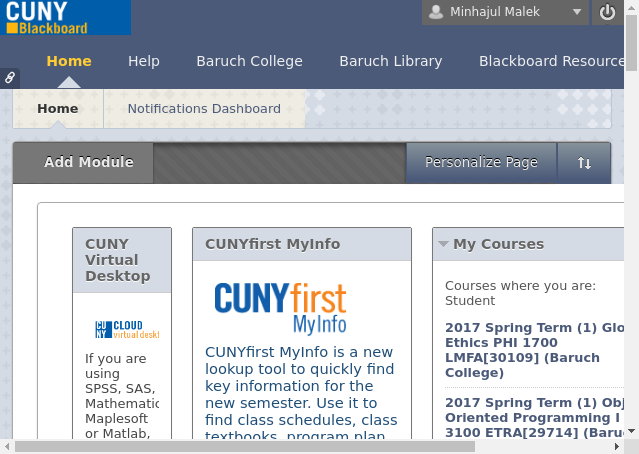 CUNY
Blackboard
Minhajul Malek
Home
Help
Baruch College
Baruch Library
Blackboard Resource
Home
Notifications Dashboard
Add Module
Personalize Page
CUNY
Virtual
Desktop
CUNY CLOUD
virtual desk
If you are
using
SPSS, SAS,
Mathematic
Maplesoft
or Matlab,
CUNYfirst MyInfo
CUNYfirst
MyInfo
CUNYfirst MyInfo is a new
lookup tool to quickly find
key information for the
new semester. Use it to
find class schedules, class
textbooks, program plan
My Courses
Courses where you are:
Student
2017 Spring Term (1) Glo
Ethics PHI 1700
LMFA[30109] (Baruch
College)
2017 Spring Term (1) Obj
Oriented Programming I
3100 ETRA[29714] (Baru